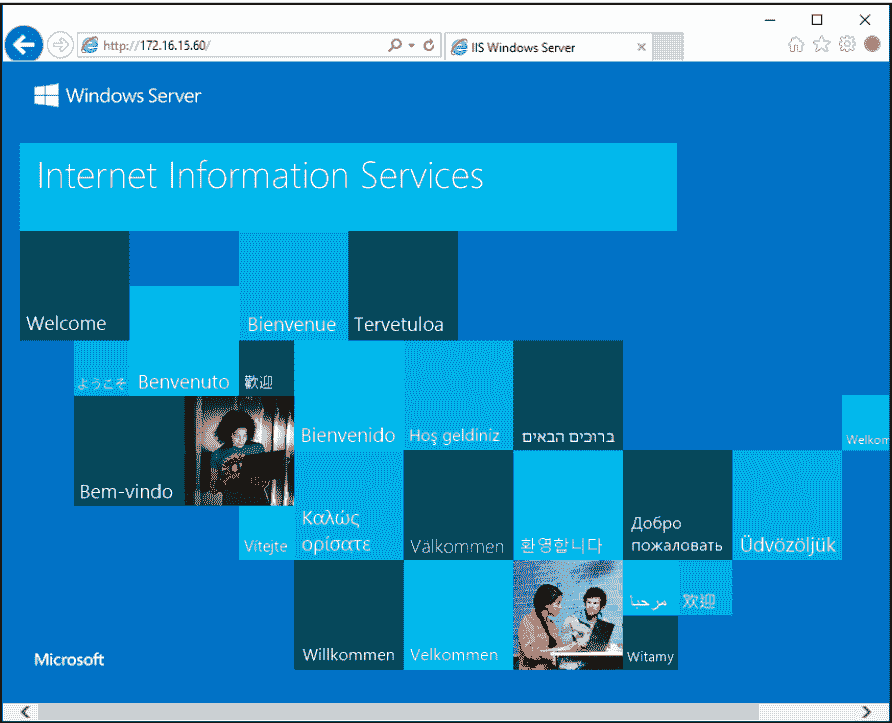 http://172.16.15.60/
IIS Windows Server
Windows Server
Internet Information Services
Welcome
Bienvenue
Tervetuloa
ようこそ
Benvenuto
歡迎
Bienvenido
Hoş geldiniz
ברוכים הבאים
Welkom
Bem-vindo
Vítejte
Καλώς
ορίσατε
Välkommen
환영합니다
Добро
пожаловать
Üdvözöljük
مرحبا
欢迎
Willkommen
Velkommen
Witamy
Microsoft